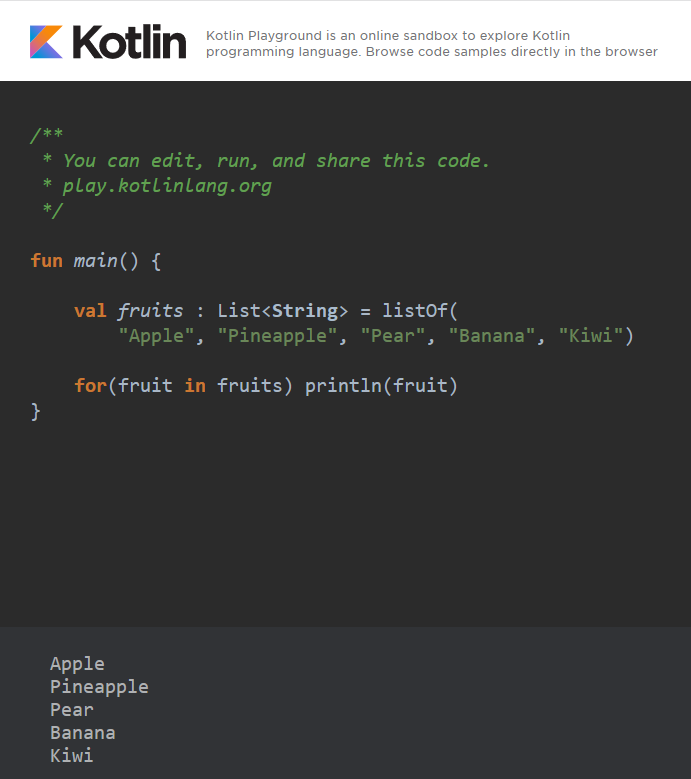 Kotlin
Kotlin Playground is an online sandbox to explore Kotlin
programming language. Browse code samples directly in the browser
/**
 * You can edit, run, and share this code.
 * play.kotlinlang.org
 */
fun main() {
    val fruits : List<String> = listOf(
        "Apple", "Pineapple", "Pear", "Banana", "Kiwi")
    for(fruit in fruits) println(fruit)
}
Apple
Pineapple
Pear
Banana
Kiwi